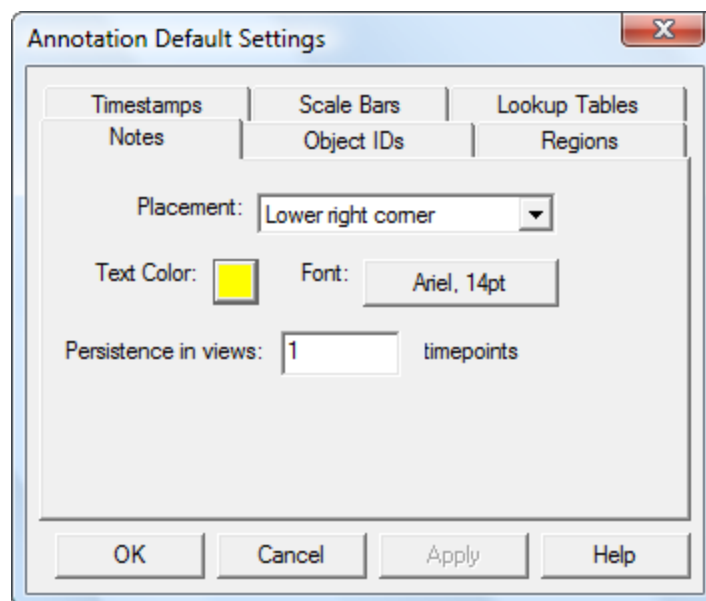 Annotation Default Settings
Timestamps Scale Bars Lookup Tables
Notes Object IDs Regions
Placement: Lower right corner
Text Color: Font: Ariel, 14pt
Persistence in views: 1 timepoints
OK Cancel Apply Help